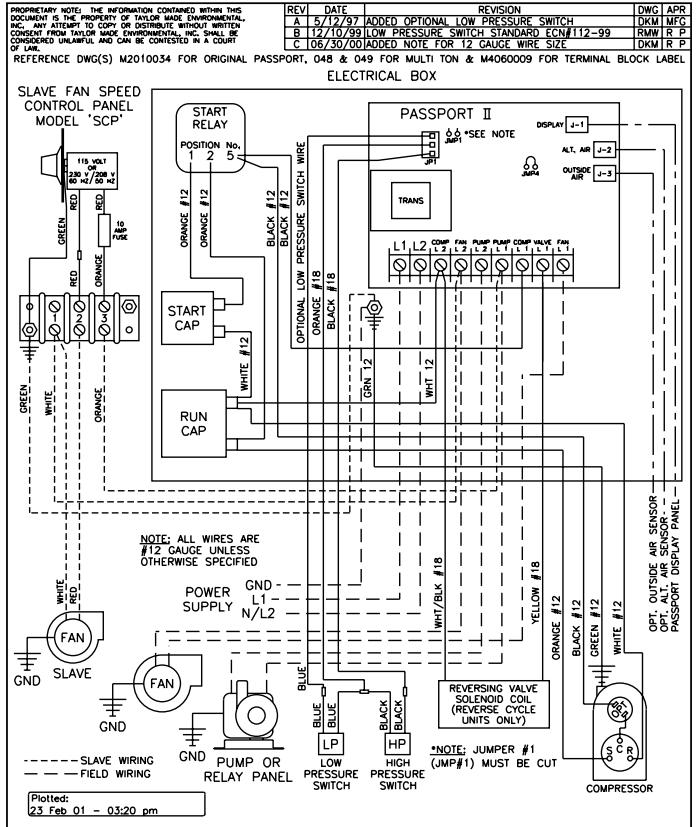 PROPRIETARY NOTE: THE INFORMATION CONTAINED WITHIN THIS
DOCUMENT IS THE PROPERTY OF TAYLOR MADE ENVIRONMENTAL,
INC, ANY ATTEMPT TO COPY OR DISTRIBUTE WITHOUT WRITTEN
CONSENT FROM TAYLOR MADE ENVIRONMENTAL, INC. SHALL BE
CONSIDERED UNLAWFUL AND CAN BE CONTESTED IN A COURT
OF LAW.
REV DATE REVISION DWG APR
A 5/12/97 ADDED OPTIONAL LOW PRESSURE SWITCH DKM MFG
B 12/10/99 LOW PRESSURE SWITCH STANDARD ECN#112-99 RMW R P
C 06/30/00 ADDED NOTE FOR 12 GAUGE WIRE SIZE DKM R P
REFERENCE DWG(S) M2010034 FOR ORIGINAL PASSPORT, 048 & 049 FOR MULTI TON & M4060009 FOR TERMINAL BLOCK LABEL
ELECTRICAL BOX
SLAVE FAN SPEED
CONTROL PANEL
MODEL 'SCP'
115 VOLT
OR
230 V /208 V
60 HZ/ 50 HZ
GREEN
RED
RED
10
AMP
FUSE
RED
ORANGE
1
2
3
GREEN
WHITE
ORANGE
START
RELAY
POSITION No.
1 2 5
ORANGE #12
ORANGE #12
BLACK #12
BLACK #12
OPTIONAL LOW PRESSURE SWITCH WIRE
ORANGE #18
BLACK #18
START
CAP
WHITE #12
RUN
CAP
PASSPORT II
JP1
JMP1
*SEE NOTE
JMP4
DISPLAY J-1
ALT. AIR J-2
OUTSIDE
AIR J-3
TRANS
L1 L2 COMP L2 FAN L2 PUMP L2 PUMP L1 COMP L1 VALVE L1 FAN L1
GRN 12
WHT 12
NOTE: ALL WIRES ARE
#12 GAUGE UNLESS
OTHERWISE SPECIFIED
POWER
SUPPLY
GND
L1
N/L2
WHT/BLK #18
YELLOW #18
ORANGE #12
BLACK #12
GREEN #12
WHITE #12
OPT. OUTSIDE AIR SENSOR
OPT. ALT. AIR SENSOR
PASSPORT DISPLAY PANEL
WHITE
RED
FAN
GND
SLAVE
FAN
GND
GND
PUMP OR
RELAY PANEL
BLUE
BLUE
BLUE
BLACK
BLACK
LP
LOW
PRESSURE
SWITCH
HP
HIGH
PRESSURE
SWITCH
REVERSING VALVE
SOLENOID COIL
(REVERSE CYCLE
UNITS ONLY)
*NOTE: JUMPER #1
(JMP#1) MUST BE CUT
S C R
COMPRESSOR
SLAVE WIRING
FIELD WIRING
Plotted:
23 Feb 01 - 03:20 pm